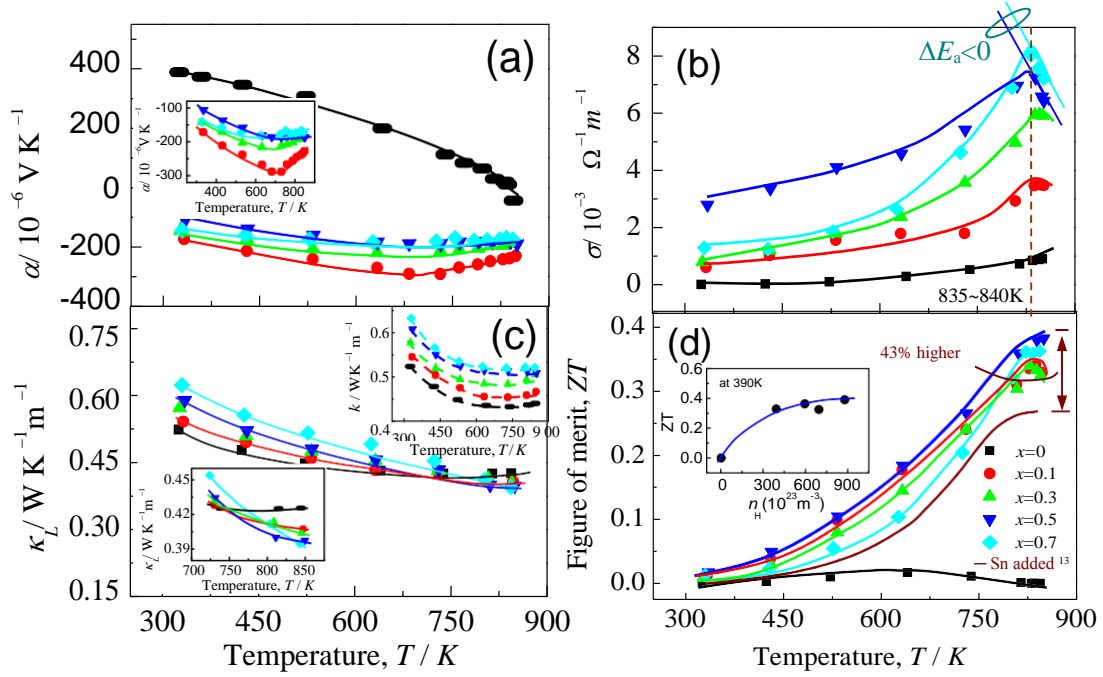 (a)
400
200
0
-200
-400
α/ 10⁻⁶ V K⁻¹
-100
-200
-300
α/ 10⁻⁶V K⁻¹
400 600 800
Temperature, T / K
(b)
ΔEa<0
8
6
4
2
0
σ/ 10⁻³ Ω⁻¹m⁻¹
835~840K
(c)
0.75
0.60
0.45
0.30
0.15
κL/ W K⁻¹m⁻¹
0.6
0.5
0.4
k / WK⁻¹ m⁻¹
300 450 600 750 900
Temperature, T / K
0.45
0.42
0.39
κL/ W K⁻¹m⁻¹
700 750 800 850
Temperature, T / K
300 450 600 750 900
Temperature, T / K
(d)
43% higher
0.4
0.3
0.2
0.1
0.0
Figure of merit, ZT
at 390K
0.6
0.4
0.2
0.0
ZT
0 300 600 900
nH (10²³m⁻³)
x=0
x=0.1
x=0.3
x=0.5
x=0.7
Sn added 13
300 450 600 750 900
Temperature, T / K